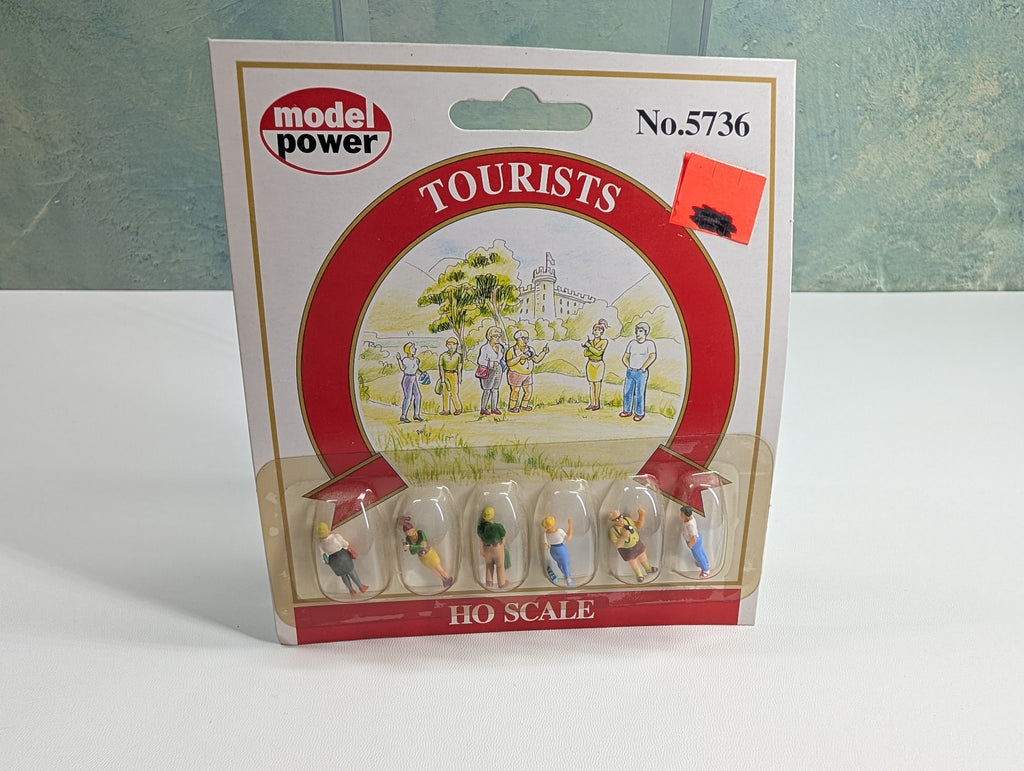 model
power
No.5736
TOURISTS
HO SCALE